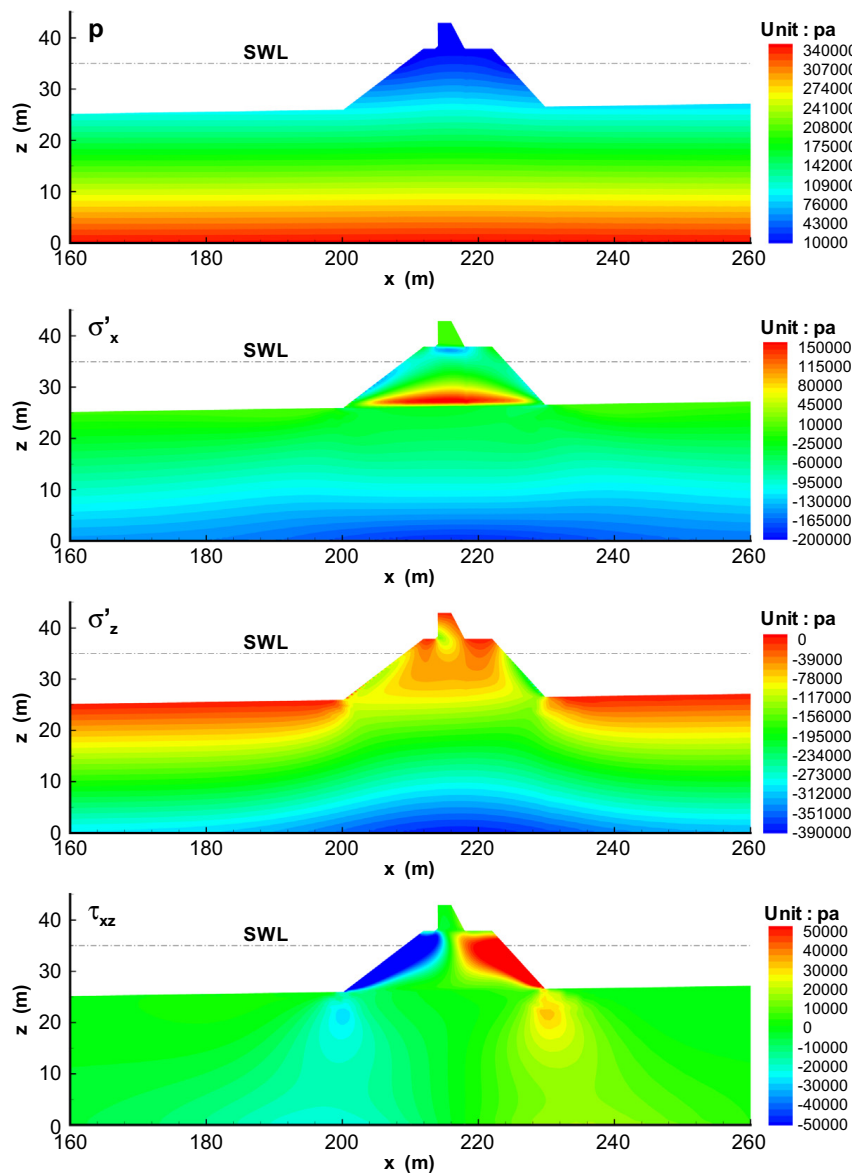 p
SWL
z (m)
40
30
20
10
0
160 180 200 220 240 260
x (m)
Unit : pa
340000
307000
274000
241000
208000
175000
142000
109000
76000
43000
10000
σ'x
SWL
z (m)
40
30
20
10
0
160 180 200 220 240 260
x (m)
Unit : pa
150000
115000
80000
45000
10000
-25000
-60000
-95000
-130000
-165000
-200000
σ'z
SWL
z (m)
40
30
20
10
0
160 180 200 220 240 260
x (m)
Unit : pa
0
-39000
-78000
-117000
-156000
-195000
-234000
-273000
-312000
-351000
-390000
τxz
SWL
z (m)
40
30
20
10
0
160 180 200 220 240 260
x (m)
Unit : pa
50000
40000
30000
20000
10000
0
-10000
-20000
-30000
-40000
-50000